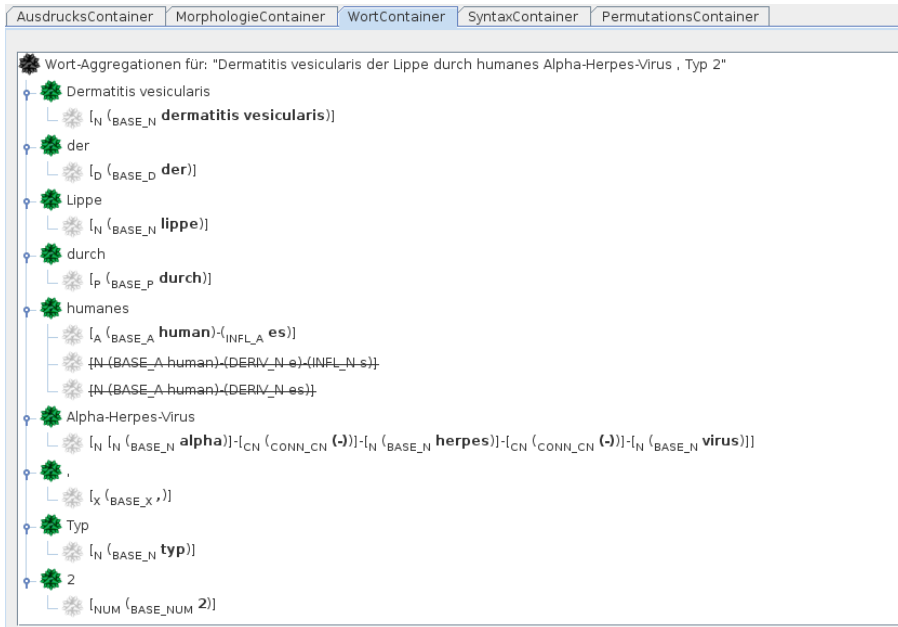 AusdrucksContainer MorphologieContainer WortContainer SyntaxContainer PermutationsContainer
Wort-Aggregationen für: "Dermatitis vesicularis der Lippe durch humanes Alpha-Herpes-Virus , Typ 2"
Dermatitis vesicularis
[N (BASE_N dermatitis vesicularis)]
der
[D (BASE_D der)]
Lippe
[N (BASE_N lippe)]
durch
[P (BASE_P durch)]
humanes
[A (BASE_A human)-(INFL_A es)]
[N (BASE_A human)-(DERIV_N e)-(INFL_N s)]
[N (BASE_A human)-(DERIV_N es)]
Alpha-Herpes-Virus
[N [N (BASE_N alpha)]-[CN (CONN_CN (-))]-[N (BASE_N herpes)]-[CN (CONN_CN (-))]-[N (BASE_N virus)]]
,
[X (BASE_X ,)]
Typ
[N (BASE_N typ)]
2
[NUM (BASE_NUM 2)]